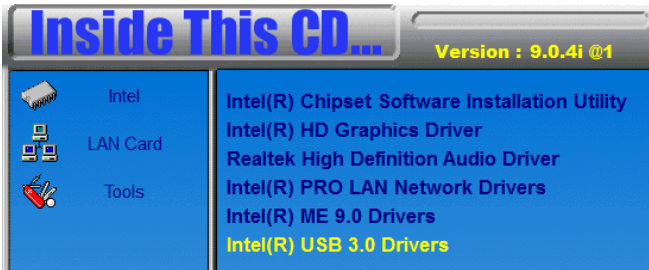 Inside This CD...
Version : 9.0.4i @1
Intel
LAN Card
Tools
Intel(R) Chipset Software Installation Utility
Intel(R) HD Graphics Driver
Realtek High Definition Audio Driver
Intel(R) PRO LAN Network Drivers
Intel(R) ME 9.0 Drivers
Intel(R) USB 3.0 Drivers